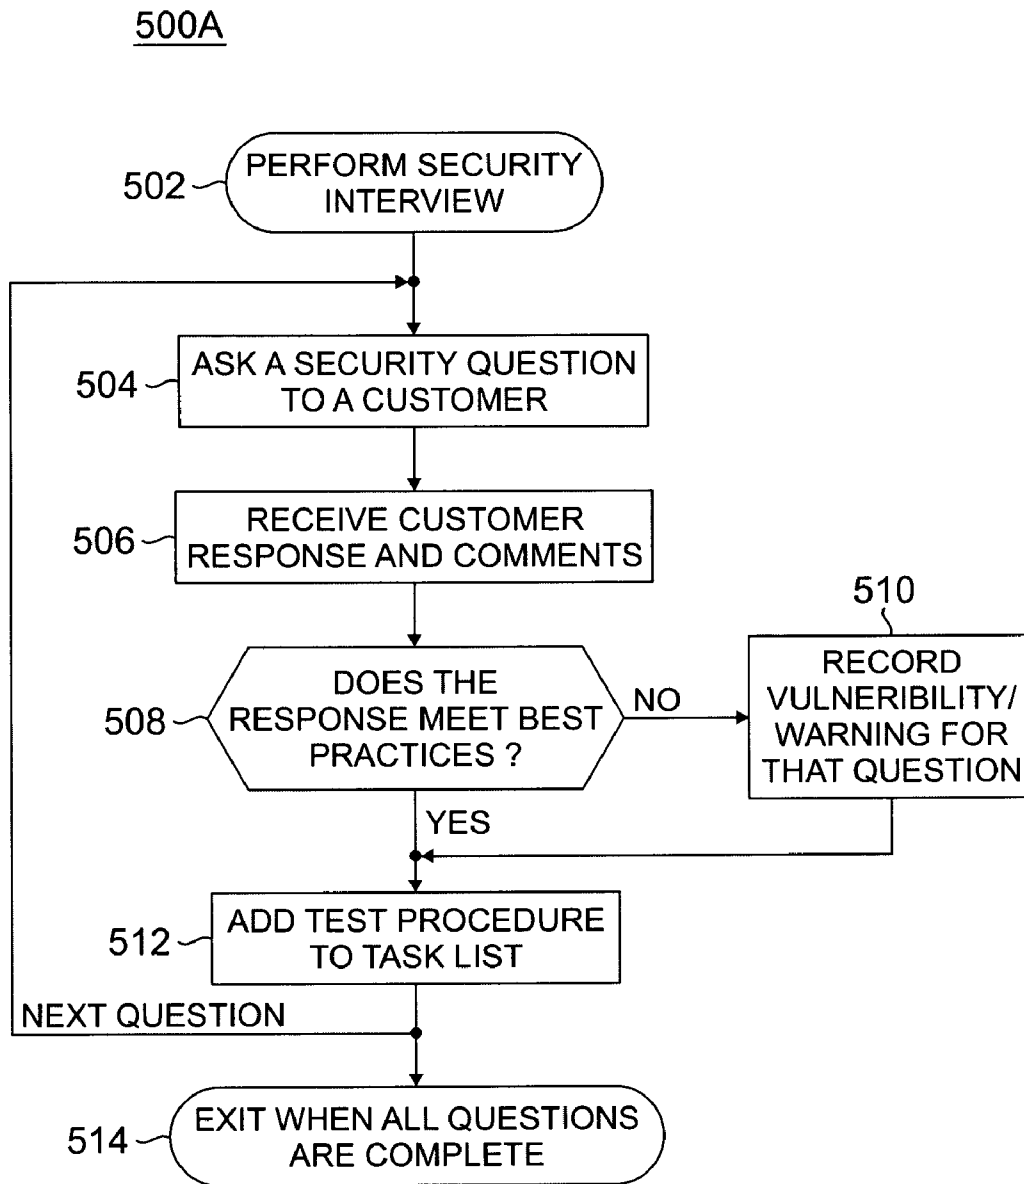 500A
502
PERFORM SECURITY
INTERVIEW
504
ASK A SECURITY QUESTION
TO A CUSTOMER
506
RECEIVE CUSTOMER
RESPONSE AND COMMENTS
508
DOES THE
RESPONSE MEET BEST
PRACTICES ?
NO
510
RECORD
VULNERIBILITY/
WARNING FOR
THAT QUESTION
YES
512
ADD TEST PROCEDURE
TO TASK LIST
NEXT QUESTION
514
EXIT WHEN ALL QUESTIONS
ARE COMPLETE